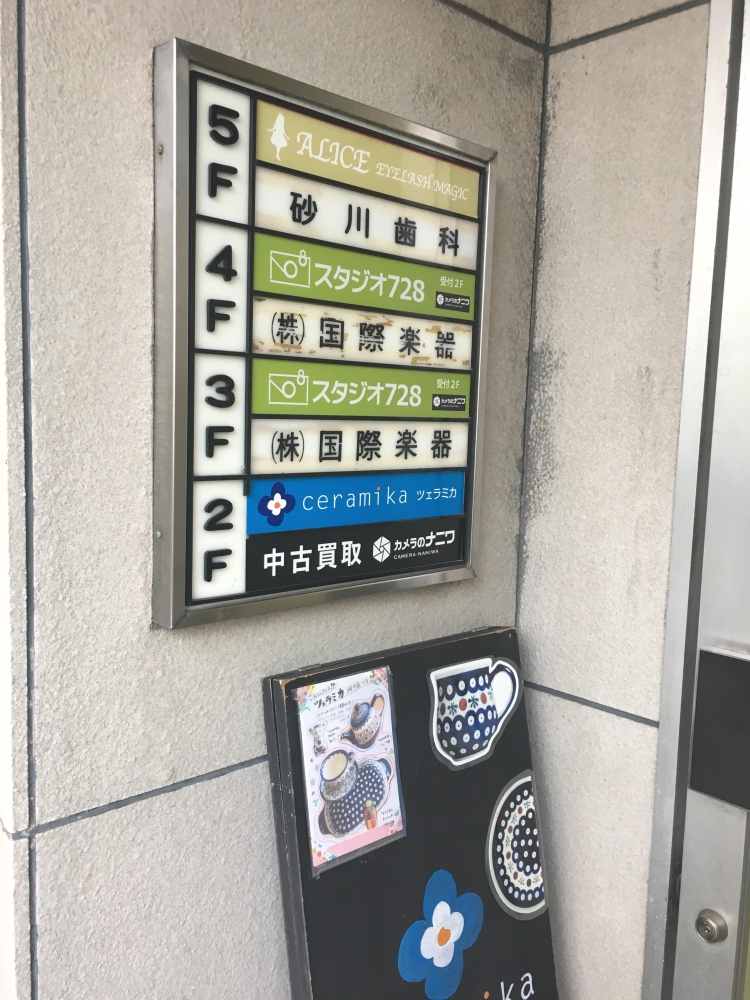 5F
ALICE EYELASH MAGIC
砂川歯科
4F
スタジオ728 受付2F
カメラのナニワ
(株)国際楽器
3F
スタジオ728 受付2F
カメラのナニワ
(株)国際楽器
2F
ceramika ツェラミカ
中古買取 カメラのナニワ
CAMERA-NANIWA
ツェラミカ
ika